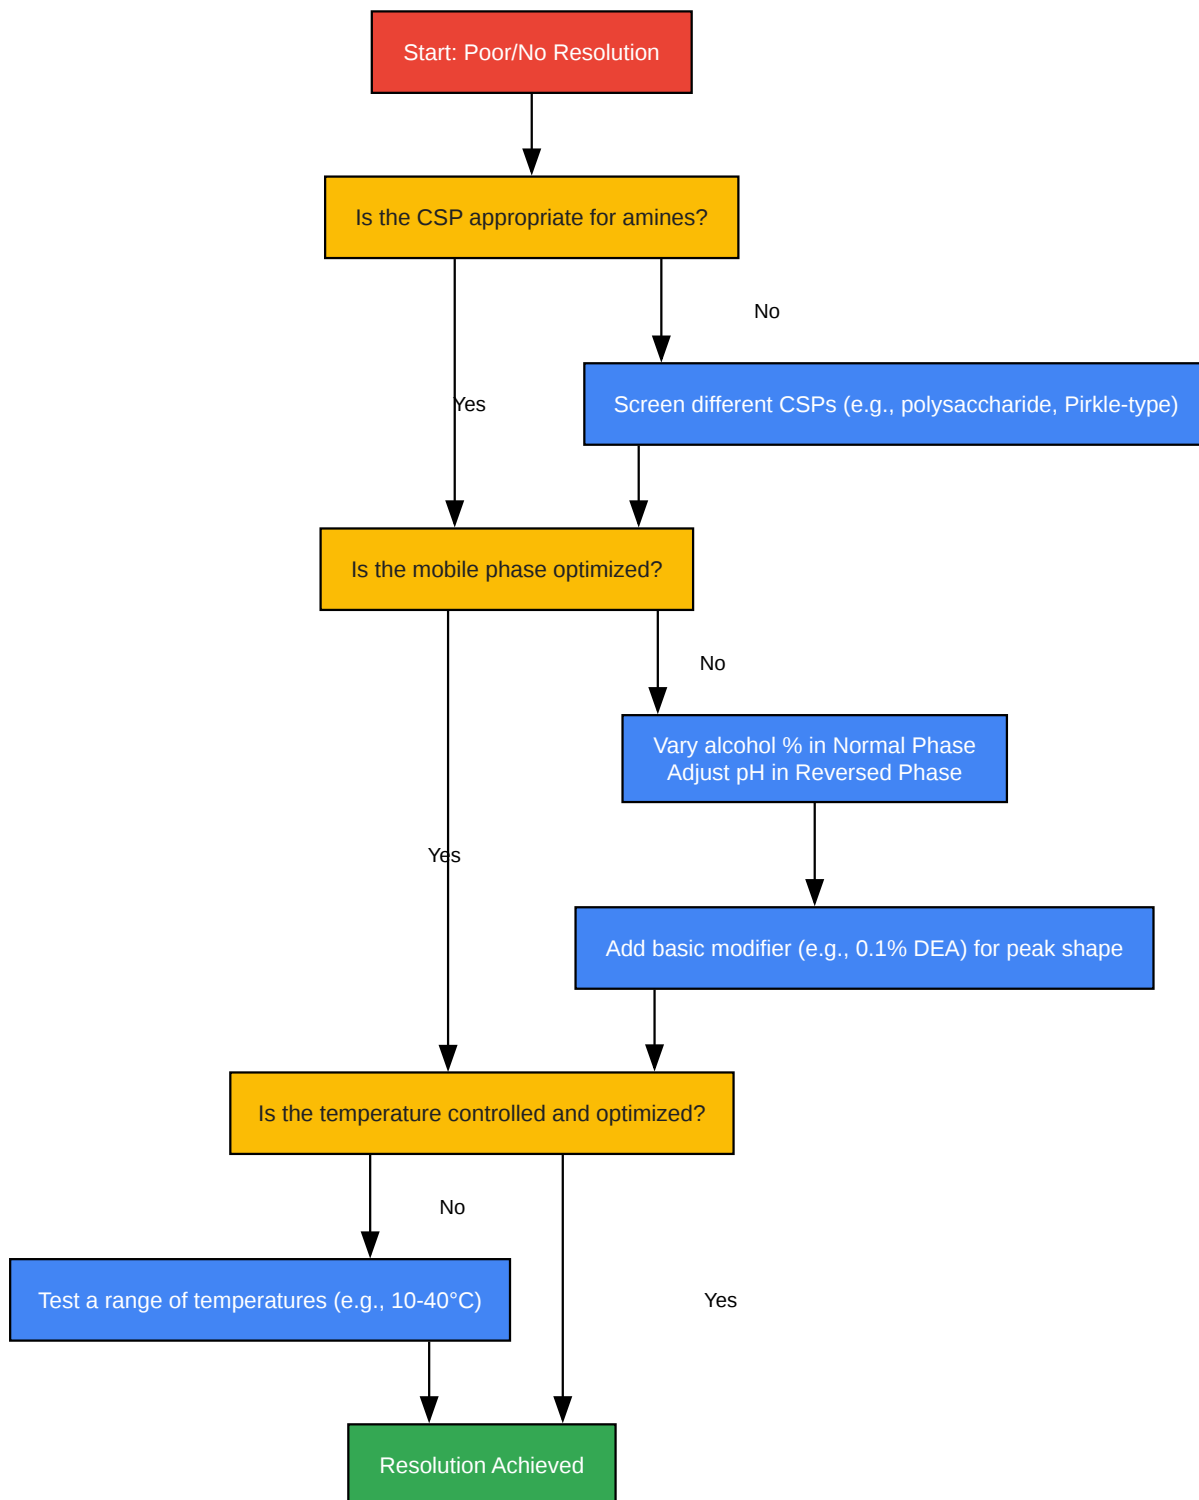 Start: Poor/No Resolution
Is the CSP appropriate for amines?
No
Yes
Screen different CSPs (e.g., polysaccharide, Pirkle-type)
Is the mobile phase optimized?
No
Vary alcohol % in Normal Phase
Adjust pH in Reversed Phase
Yes
Add basic modifier (e.g., 0.1% DEA) for peak shape
Is the temperature controlled and optimized?
No
Test a range of temperatures (e.g., 10-40°C)
Yes
Resolution Achieved